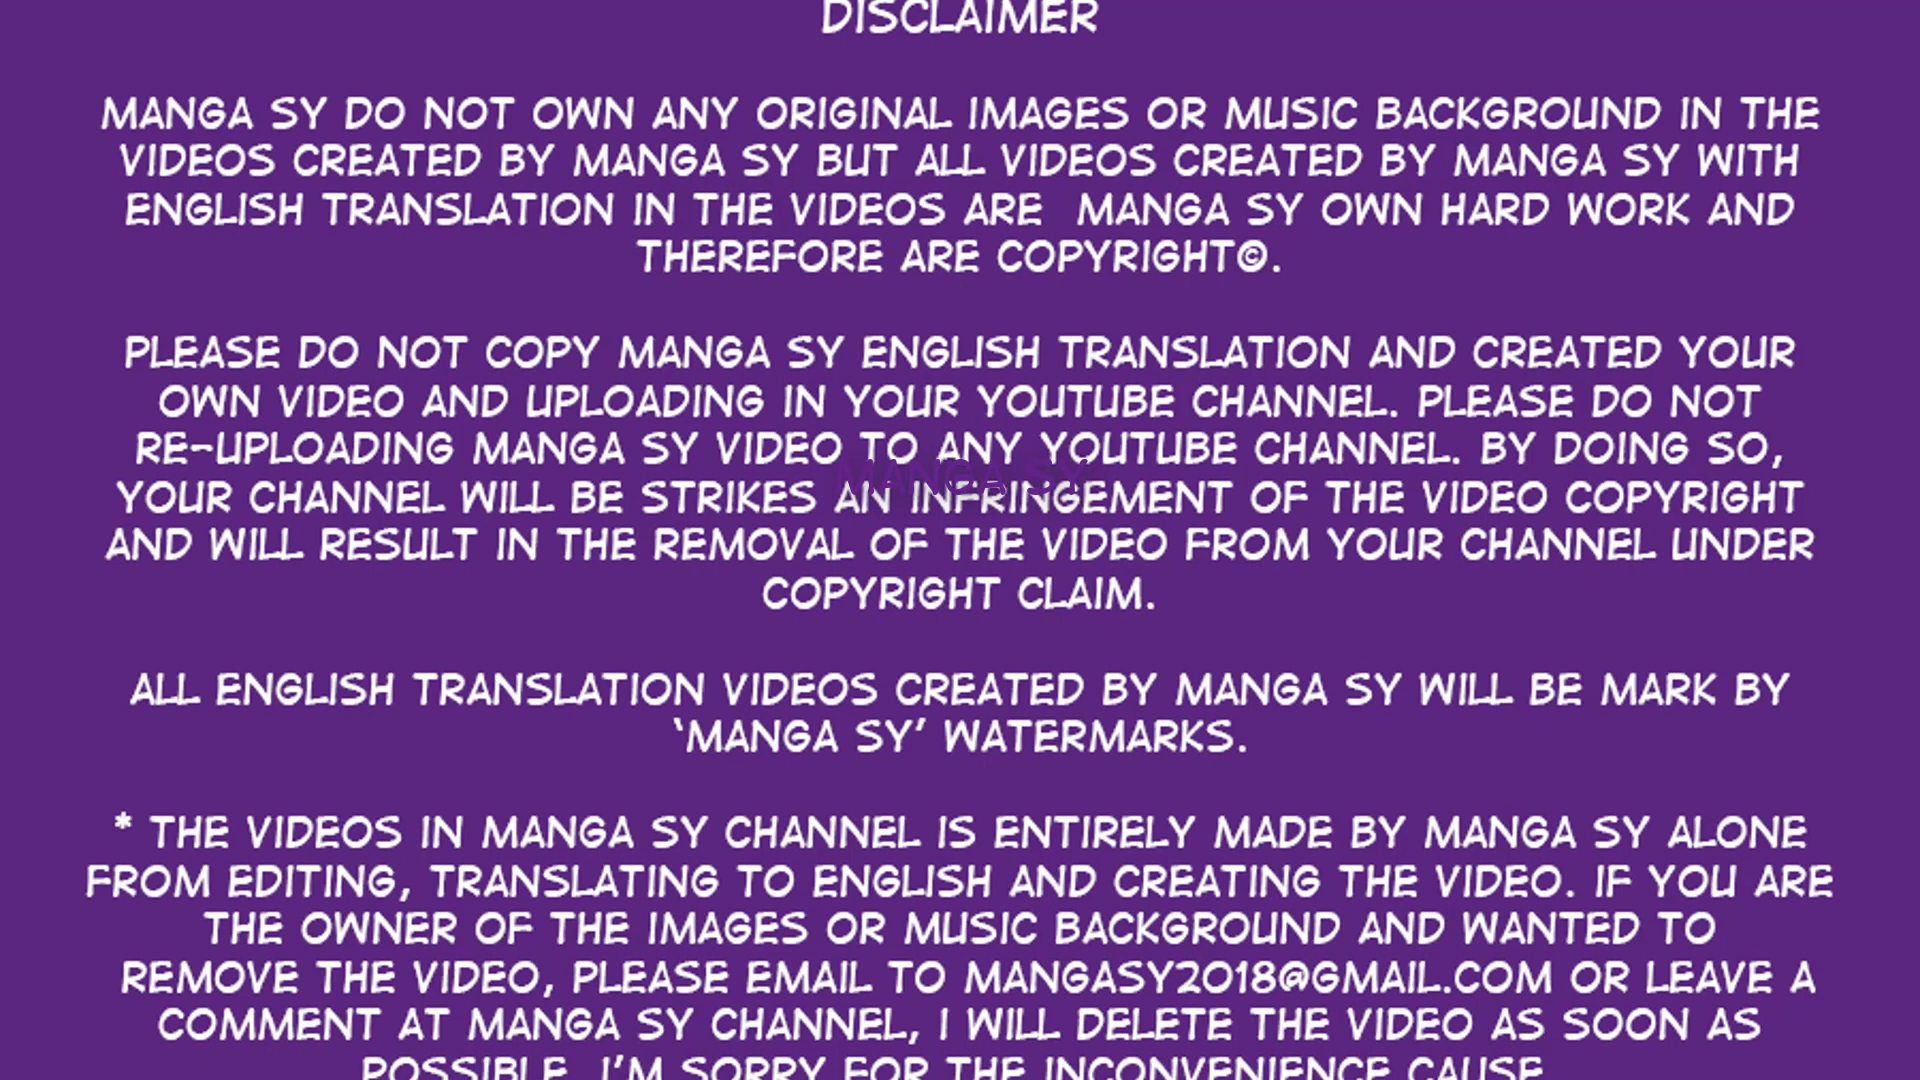 DISCLAIMER
MANGA SY DO NOT OWN ANY ORIGINAL IMAGES OR MUSIC BACKGROUND IN THE
VIDEOS CREATED BY MANGA SY BUT ALL VIDEOS CREATED BY MANGA SY WITH
ENGLISH TRANSLATION IN THE VIDEOS ARE  MANGA SY OWN HARD WORK AND
THEREFORE ARE COPYRIGHT©.
PLEASE DO NOT COPY MANGA SY ENGLISH TRANSLATION AND CREATED YOUR
OWN VIDEO AND UPLOADING IN YOUR YOUTUBE CHANNEL. PLEASE DO NOT
RE-UPLOADING MANGA SY VIDEO TO ANY YOUTUBE CHANNEL. BY DOING SO,
MANGA SY
YOUR CHANNEL WILL BE STRIKES AN INFRINGEMENT OF THE VIDEO COPYRIGHT
AND WILL RESULT IN THE REMOVAL OF THE VIDEO FROM YOUR CHANNEL UNDER
COPYRIGHT CLAIM.
ALL ENGLISH TRANSLATION VIDEOS CREATED BY MANGA SY WILL BE MARK BY
‘MANGA SY’ WATERMARKS.
* THE VIDEOS IN MANGA SY CHANNEL IS ENTIRELY MADE BY MANGA SY ALONE
FROM EDITING, TRANSLATING TO ENGLISH AND CREATING THE VIDEO. IF YOU ARE
THE OWNER OF THE IMAGES OR MUSIC BACKGROUND AND WANTED TO
REMOVE THE VIDEO, PLEASE EMAIL TO MANGASY2018@GMAIL.COM OR LEAVE A
COMMENT AT MANGA SY CHANNEL, I WILL DELETE THE VIDEO AS SOON AS
POSSIBLE. I’M SORRY FOR THE INCONVENIENCE CAUSE